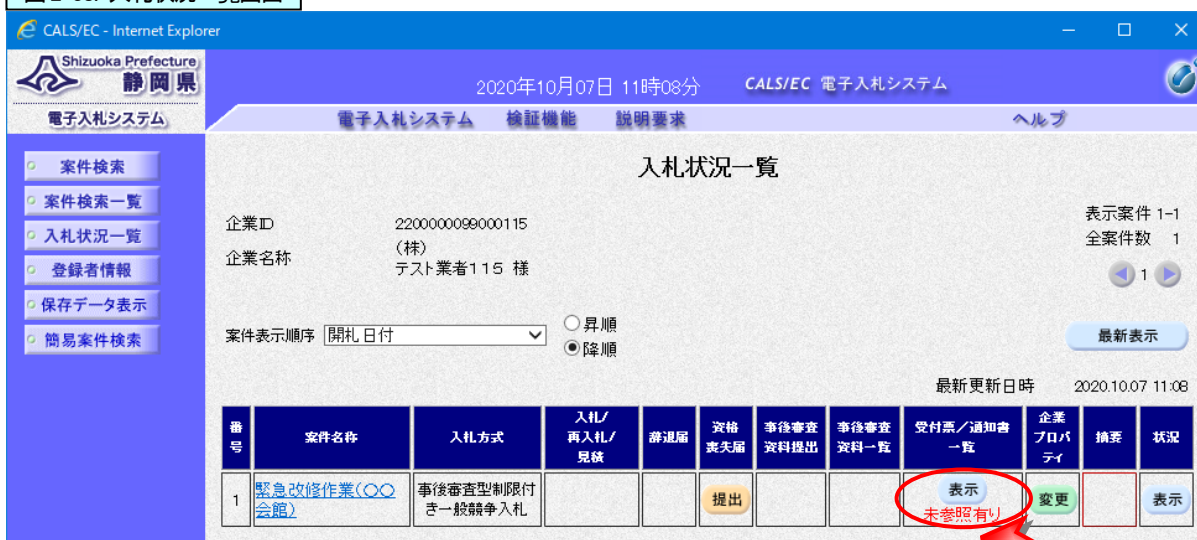 CALS/EC - Internet Explorer
Shizuoka Prefecture
静岡県
2020年10月07日 11時08分
CALS/EC 電子入札システム
電子入札システム
電子入札システム 検証機能 説明要求 ヘルプ
案件検索
案件検索一覧
入札状況一覧
登録者情報
保存データ表示
簡易案件検索
入札状況一覧
企業ID 2200000099000115
企業名称 (株)
テスト業者115 様
表示案件 1-1
全案件数 1
1
案件表示順序 開札日付
昇順
降順
最新表示
最新更新日時 2020.10.07 11:08
番号
案件名称
入札方式
入札/
再入札/
見積
辞退届
資格
喪失届
事後審査
資料提出
事後審査
資料一覧
受付票/通知書
一覧
企業
プロパ
ティ
摘要
状況
1
緊急改修作業(〇〇
会館)
事後審査型制限付
き一般競争入札
提出
表示
未参照有り
変更
表示